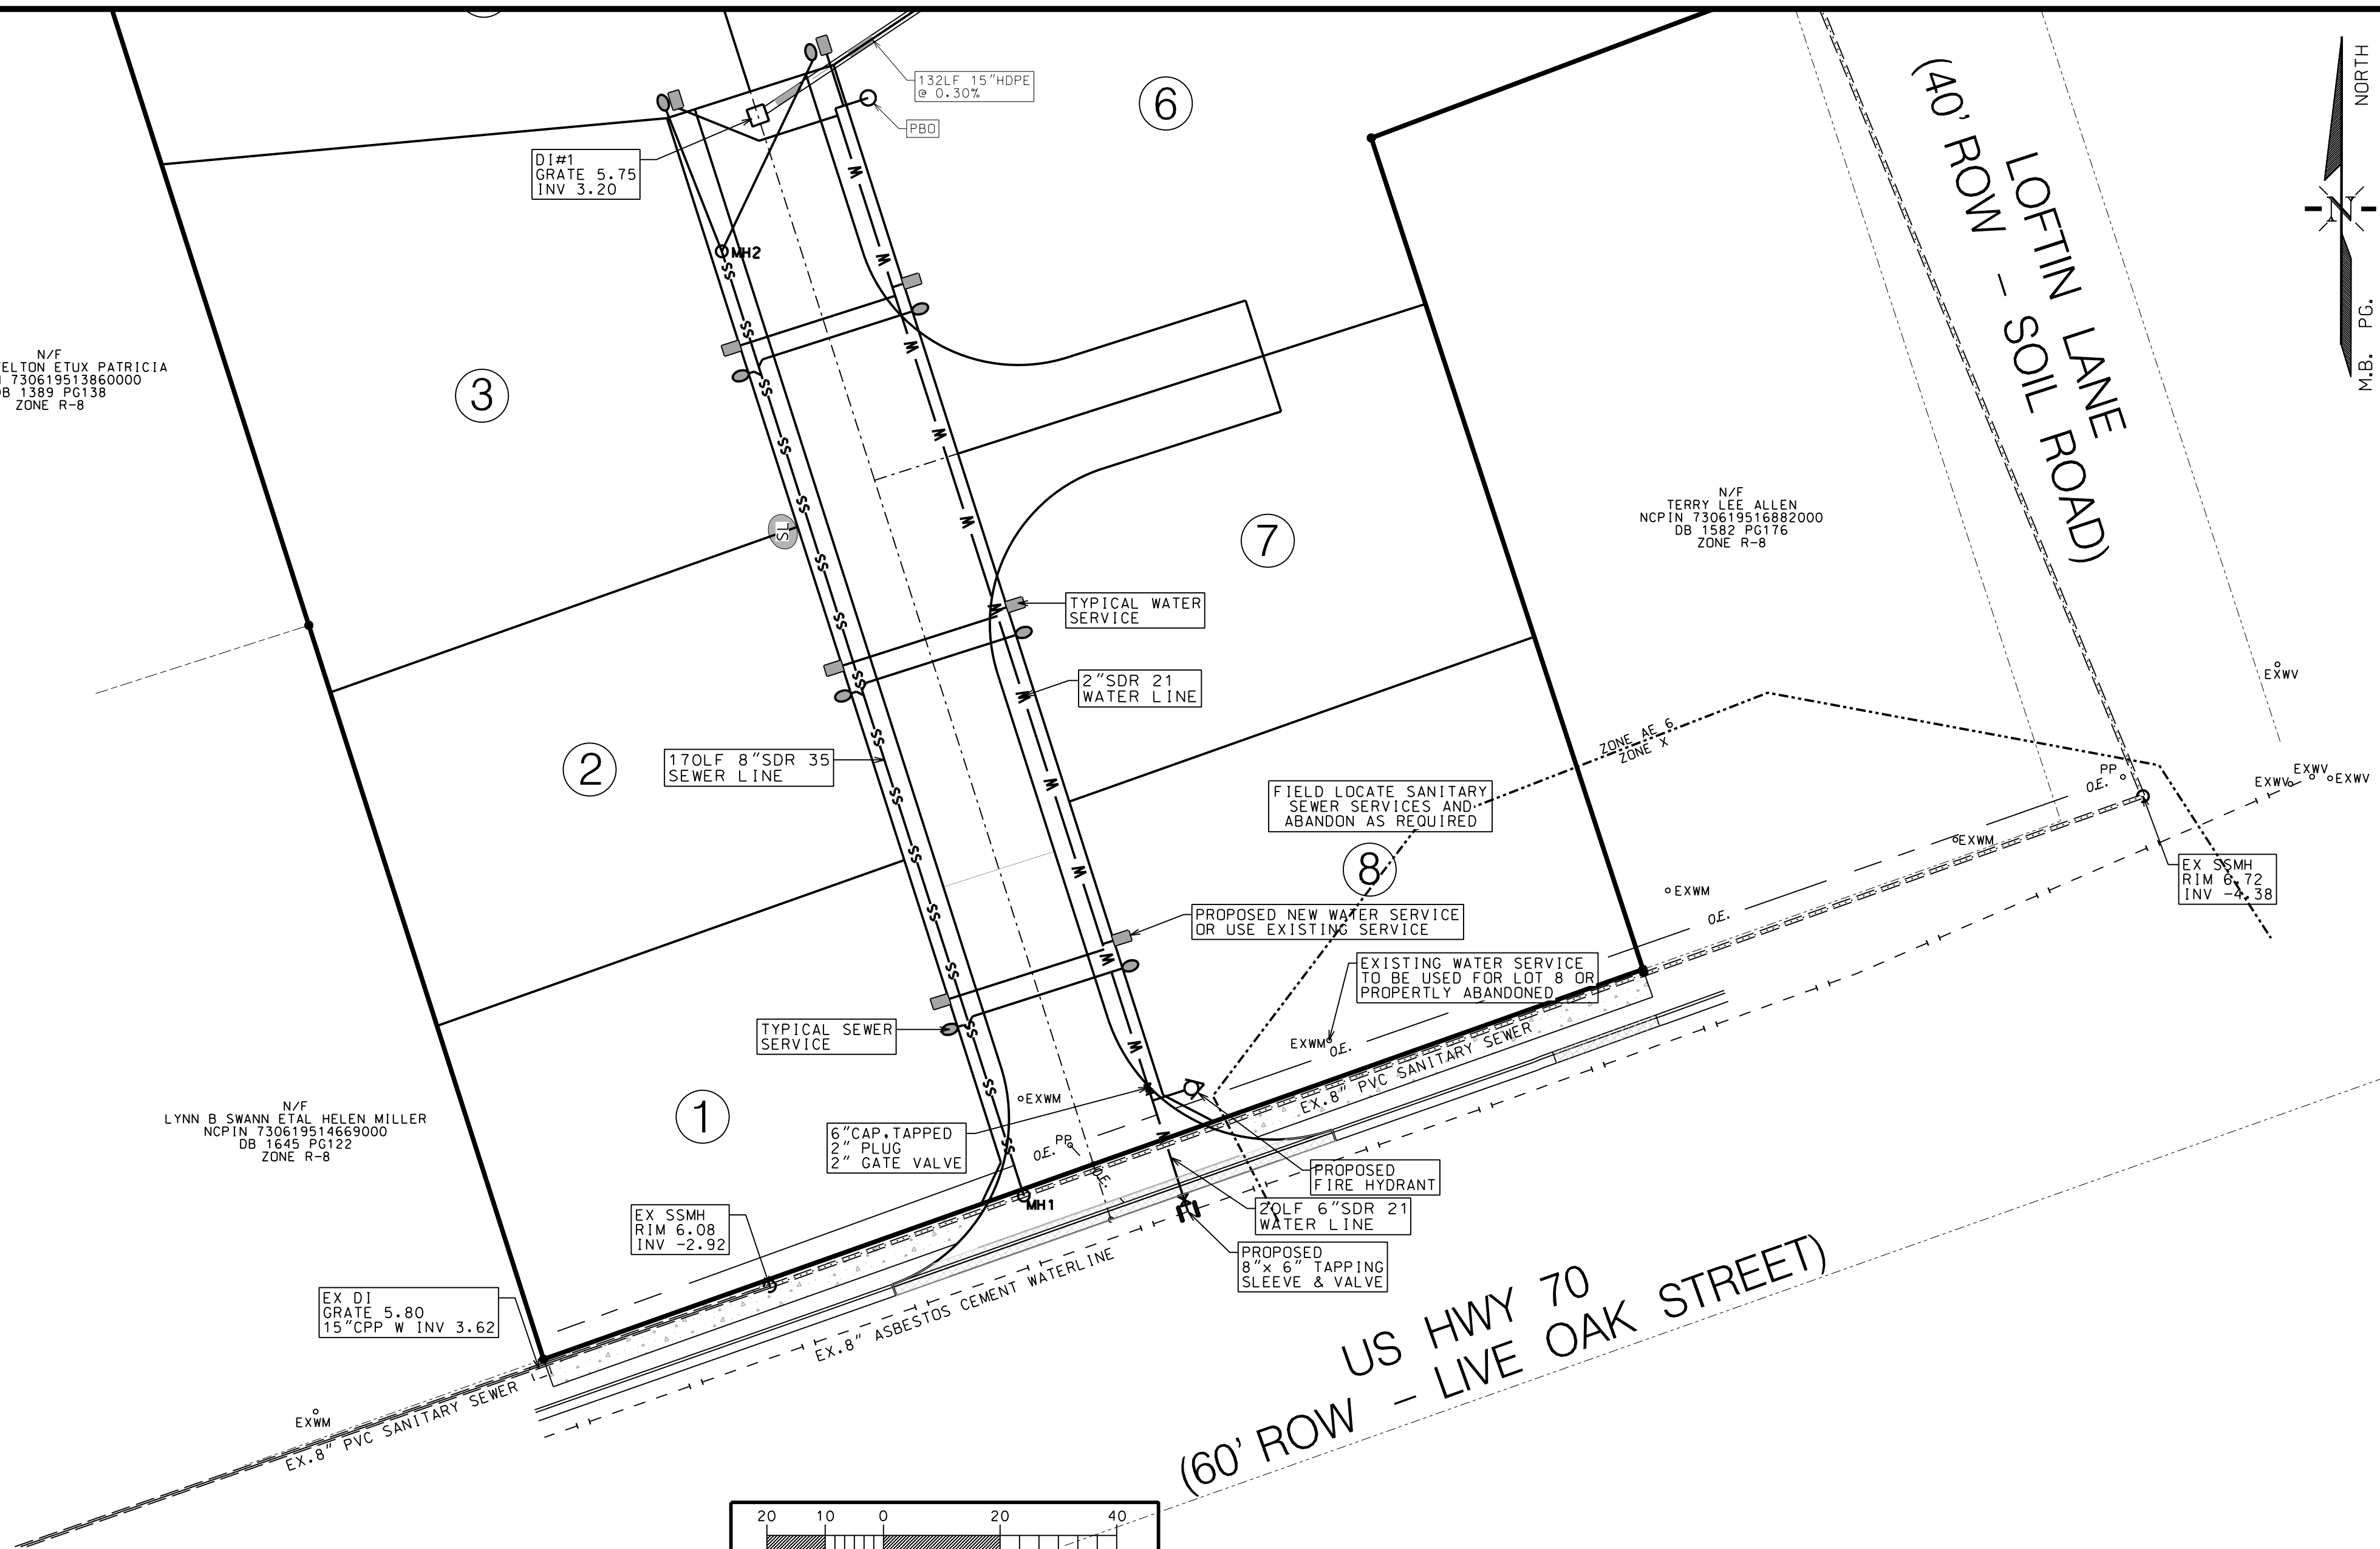 132LF 15"HDPE
@ 0.30%
PBO
DI#1
GRATE 5.75
INV 3.20
6
NORTH
N
M.B. PG.
(40' ROW - SOIL ROAD)
LOFTIN LANE
MH2
N/F
ELTON ETUX PATRICIA
730619513860000
DB 1389 PG138
ZONE R-8
3
SS
W
SL
7
N/F
TERRY LEE ALLEN
NCPIN 730619516882000
DB 1582 PG176
ZONE R-8
TYPICAL WATER
SERVICE
2"SDR 21
WATER LINE
2
170LF 8"SDR 35
SEWER LINE
ZONE AE 6
ZONE X
FIELD LOCATE SANITARY
SEWER SERVICES AND
ABANDON AS REQUIRED
8
EXWV
EXWV
EXWV
EXWV
PP
O.E.
EXWM
EXWM
O.E.
EX SSMH
RIM 6.72
INV -4.38
PROPOSED NEW WATER SERVICE
OR USE EXISTING SERVICE
EXISTING WATER SERVICE
TO BE USED FOR LOT 8 OR
PROPERTLY ABANDONED
EXWM
O.E.
EX.8" PVC SANITARY SEWER
TYPICAL SEWER
SERVICE
1
N/F
LYNN B SWANN ETAL HELEN MILLER
NCPIN 730619514669000
DB 1645 PG122
ZONE R-8
EXWM
6"CAP,TAPPED
2" PLUG
2" GATE VALVE
PP
O.E.
O.E.
MH1
PROPOSED
FIRE HYDRANT
20LF 6"SDR 21
WATER LINE
PROPOSED
8"x 6" TAPPING
SLEEVE & VALVE
EX SSMH
RIM 6.08
INV -2.92
EX DI
GRATE 5.80
15"CPP W INV 3.62
EX.8" ASBESTOS CEMENT WATERLINE
EXWM
EX.8" PVC SANITARY SEWER
US HWY 70
(60' ROW - LIVE OAK STREET)
20 10 0 20 40